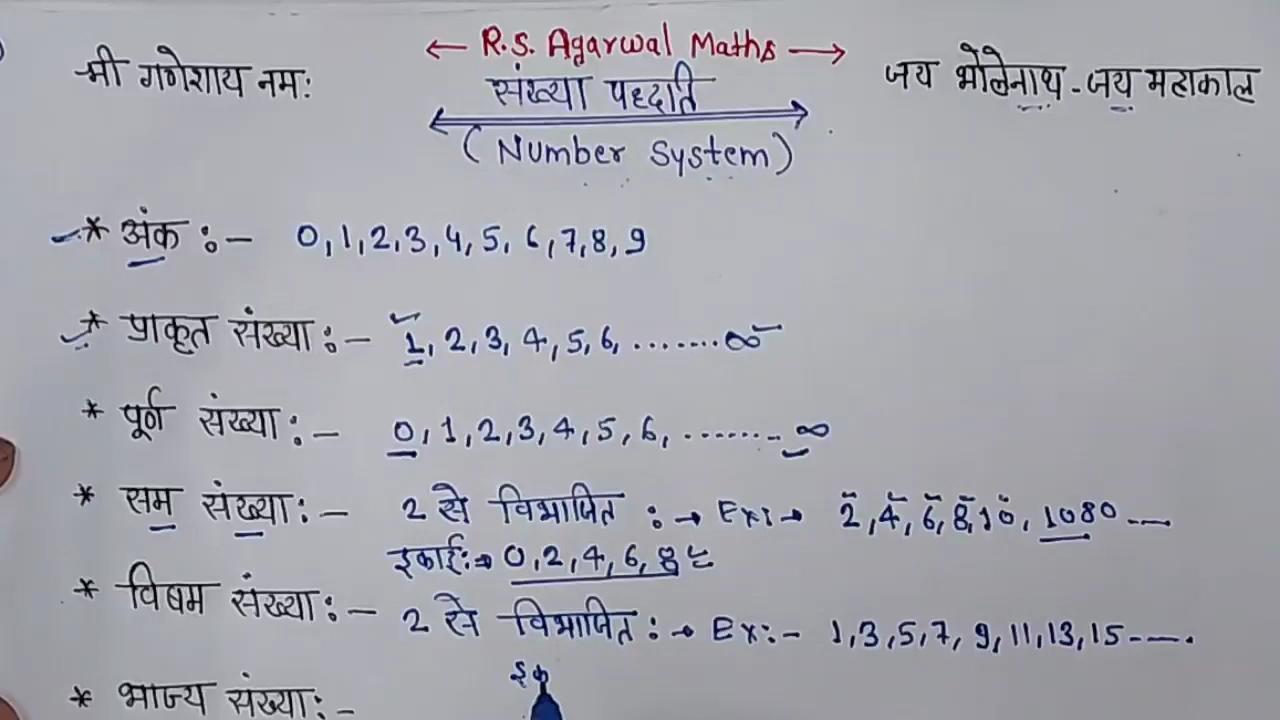 ← R.S. Agarwal Maths →
श्री गणेशाय नमः
संख्या पद्धति
जय भोलेनाथ - जय महाकाल
(Number System)
* अंक :- 0,1,2,3,4,5,6,7,8,9
* प्राकृत संख्या :- 1,2,3,4,5,6,.......∞
* पूर्ण संख्या :- 0,1,2,3,4,5,6,.......∞
* सम संख्या :- 2 से विभाजित :→ Ex:→ 2,4,6,8,10,1080---
इकाई:→ 0,2,4,6,8
* विषम संख्या :- 2 से विभाजित :→ Ex:- 1,3,5,7,9,11,13,15----.
इक
* भाज्य संख्या :-